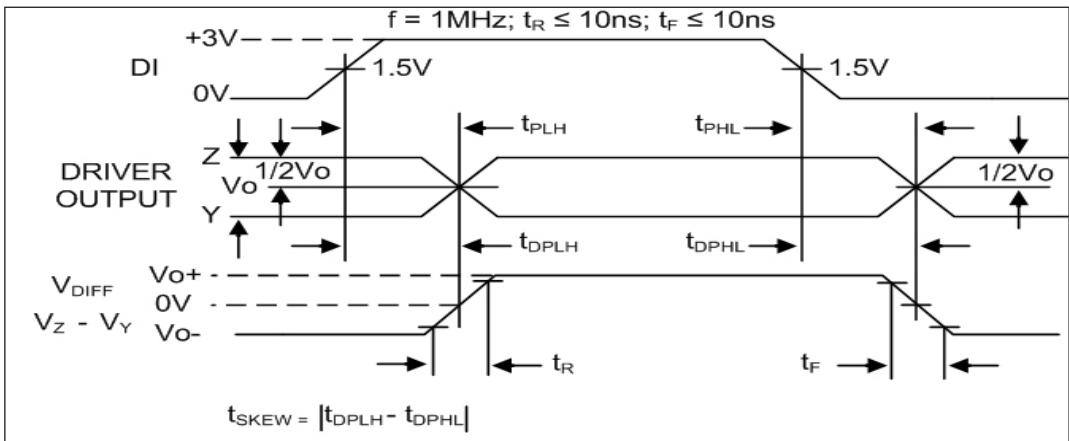 f = 1MHz; tR ≤ 10ns; tF ≤ 10ns
+3V
DI
1.5V
1.5V
0V
tPLH
tPHL
Z
1/2Vo
1/2Vo
DRIVER
OUTPUT
Vo
Y
tDPLH
tDPHL
Vo+
VDIFF
0V
VZ - VY
Vo-
tR
tF
tSKEW = |tDPLH - tDPHL|